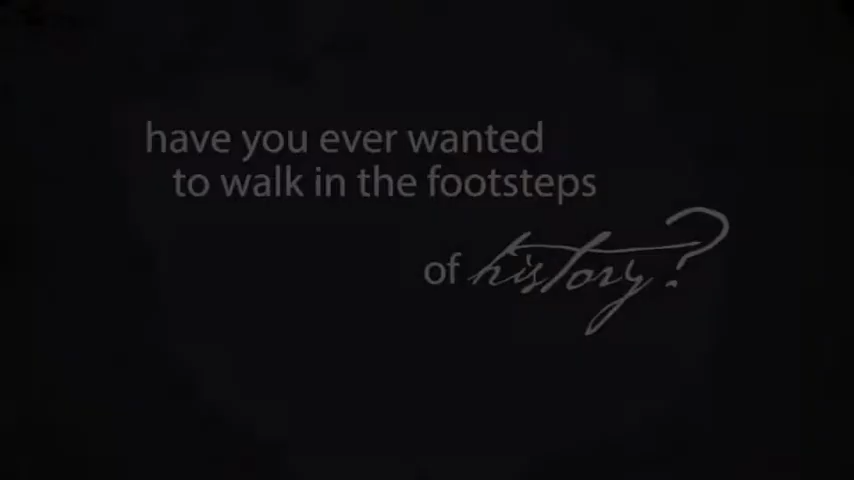 have you ever wanted
to walk in the footsteps
of history?